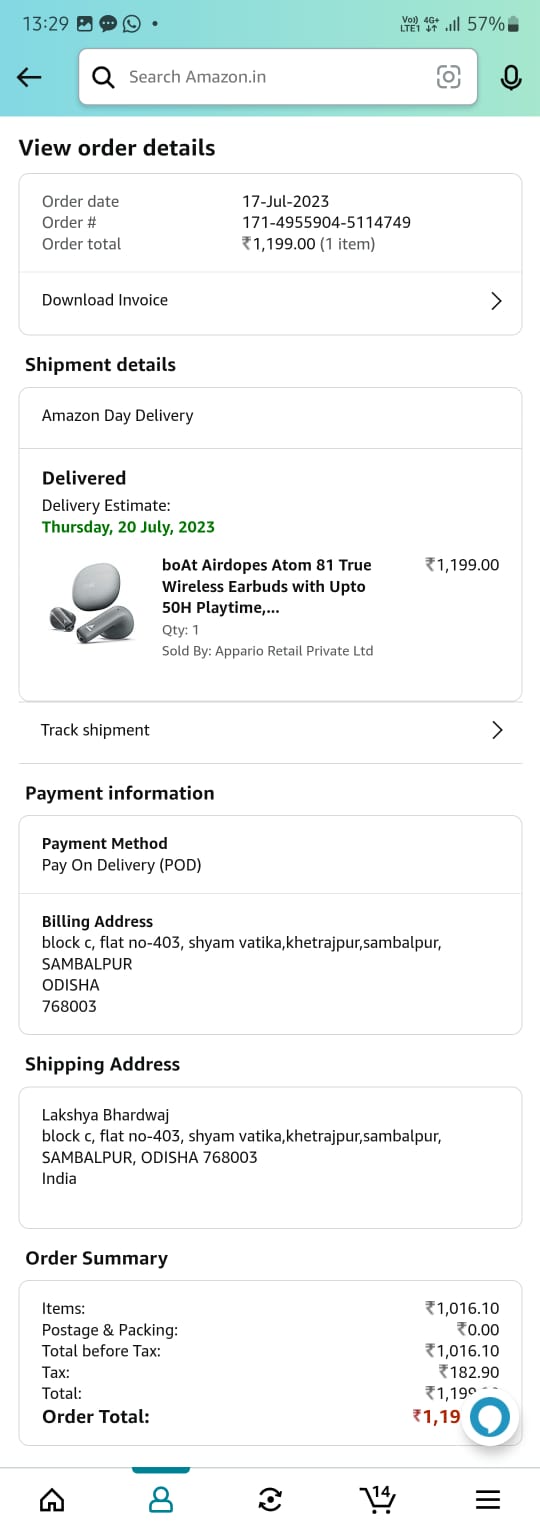 13:29
Vo)) 4G+ 57%
LTE1
Search Amazon.in
View order details
Order date 17-Jul-2023
Order # 171-4955904-5114749
Order total ₹1,199.00 (1 item)
Download Invoice
Shipment details
Amazon Day Delivery
Delivered
Delivery Estimate:
Thursday, 20 July, 2023
boAt Airdopes Atom 81 True ₹1,199.00
Wireless Earbuds with Upto
50H Playtime,...
Qty: 1
Sold By: Appario Retail Private Ltd
Track shipment
Payment information
Payment Method
Pay On Delivery (POD)
Billing Address
block c, flat no-403, shyam vatika,khetrajpur,sambalpur,
SAMBALPUR
ODISHA
768003
Shipping Address
Lakshya Bhardwaj
block c, flat no-403, shyam vatika,khetrajpur,sambalpur,
SAMBALPUR, ODISHA 768003
India
Order Summary
Items: ₹1,016.10
Postage & Packing: ₹0.00
Total before Tax: ₹1,016.10
Tax: ₹182.90
Total:
Order Total:
14